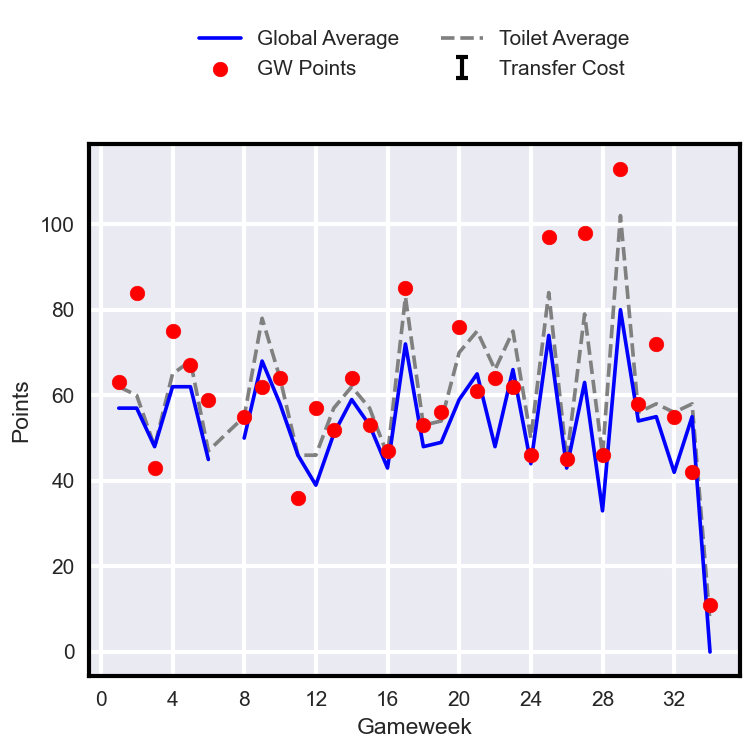 Global Average
GW Points
Toilet Average
Transfer Cost
100
80
60
40
20
0
Points
0 4 8 12 16 20 24 28 32
Gameweek